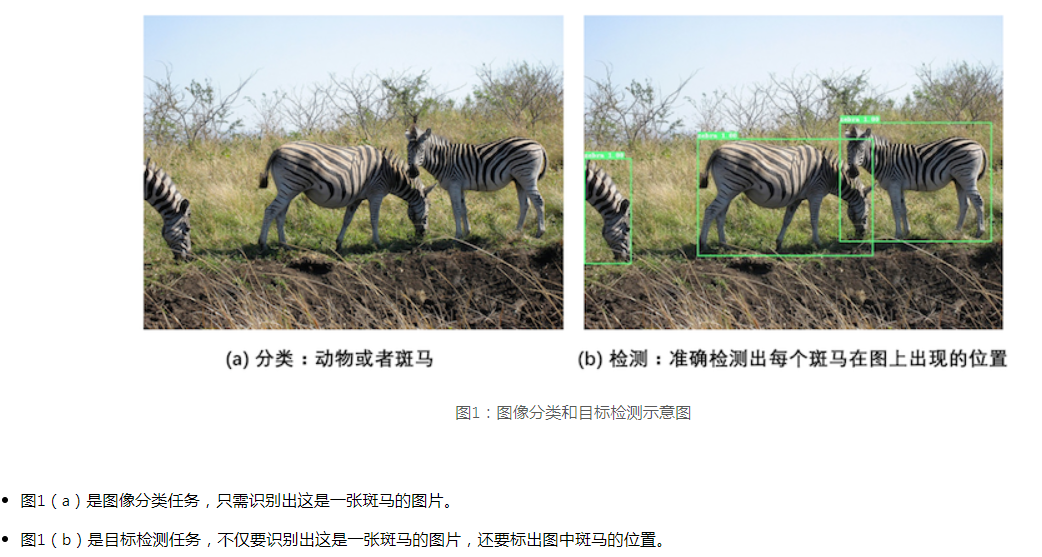 zebra 1.00
zebra 1.00
zebra 1.00
(a) 分类：动物或者斑马
(b) 检测：准确检测出每个斑马在图上出现的位置
图1：图像分类和目标检测示意图
图1（a）是图像分类任务，只需识别出这是一张斑马的图片。
图1（b）是目标检测任务，不仅要识别出这是一张斑马的图片，还要标出图中斑马的位置。